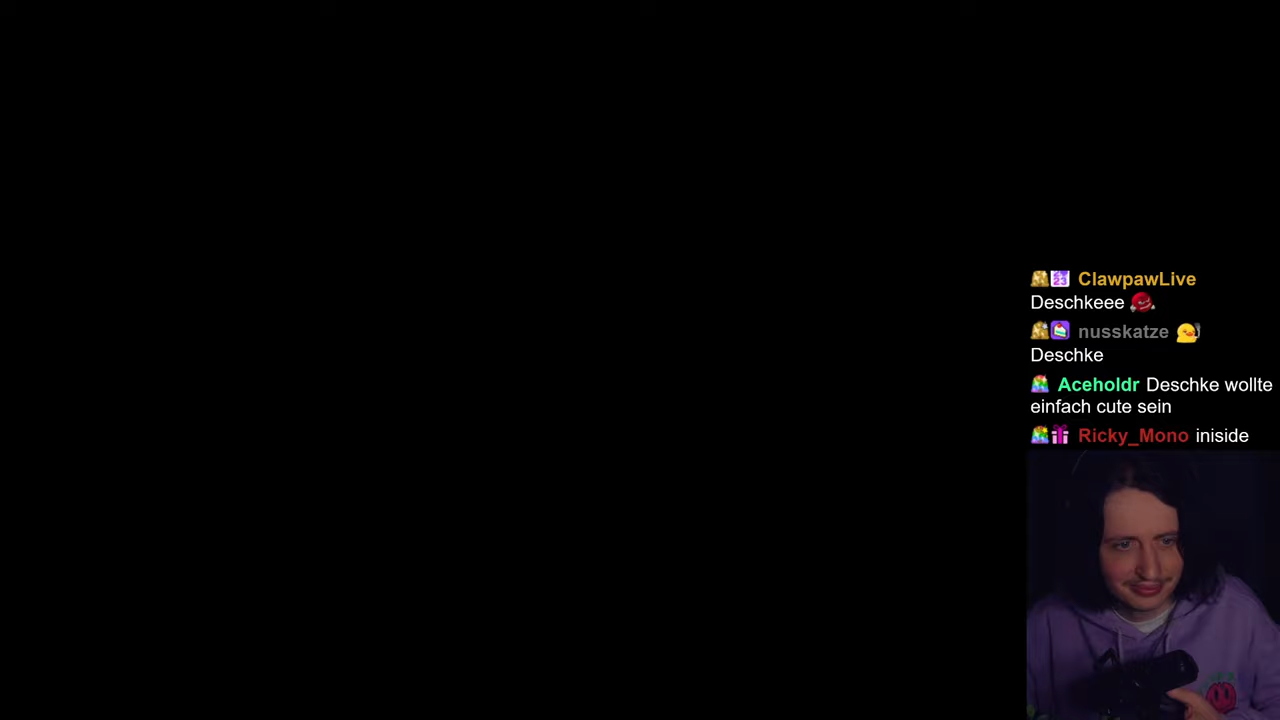 ClawpawLive
Deschkeee
nusskatze
Deschke
Aceholdr Deschke wollte
einfach cute sein
Ricky_Mono iniside